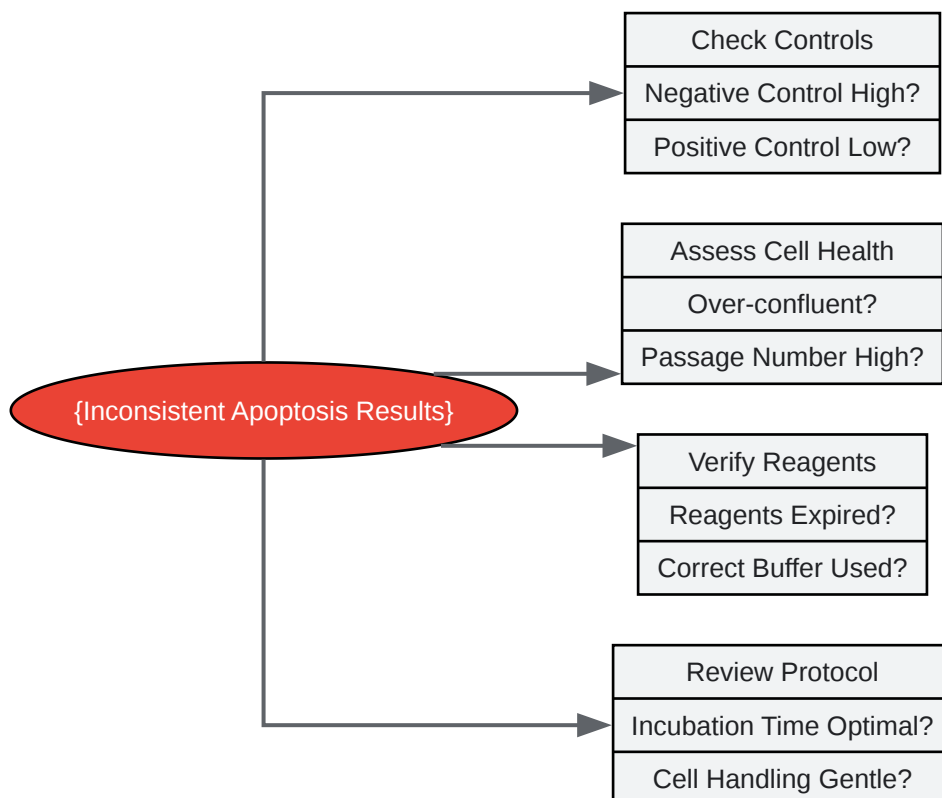 Check Controls
Negative Control High?
Positive Control Low?
Assess Cell Health
Over-confluent?
Passage Number High?
{Inconsistent Apoptosis Results}
Verify Reagents
Reagents Expired?
Correct Buffer Used?
Review Protocol
Incubation Time Optimal?
Cell Handling Gentle?